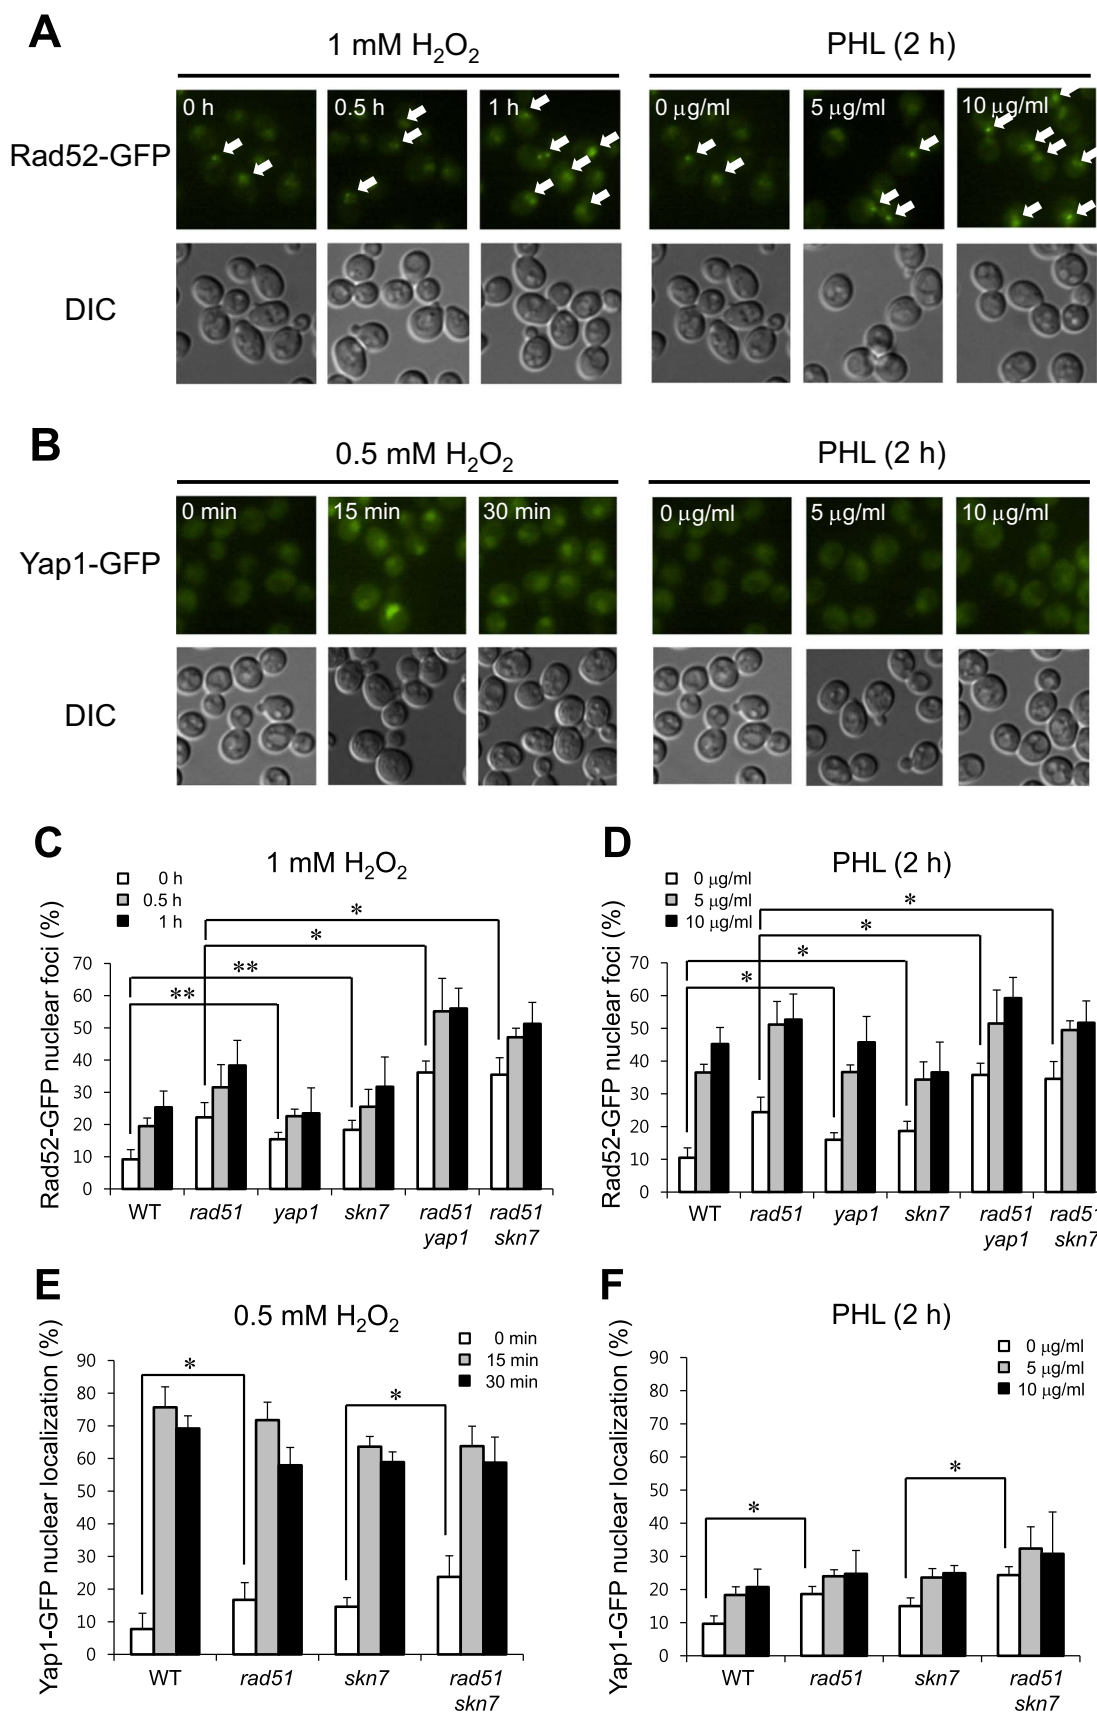 A
1 mM H₂O₂
PHL (2 h)
Rad52-GFP
0 h
0.5 h
1 h
0 μg/ml
5 μg/ml
10 μg/ml
DIC
B
0.5 mM H₂O₂
PHL (2 h)
Yap1-GFP
0 min
15 min
30 min
0 μg/ml
5 μg/ml
10 μg/ml
DIC
C
1 mM H₂O₂
0 h
0.5 h
1 h
Rad52-GFP nuclear foci (%)
70
60
50
40
30
20
10
0
*
*
**
**
WT
rad51
yap1
skn7
rad51 yap1
rad51 skn7
D
PHL (2 h)
0 μg/ml
5 μg/ml
10 μg/ml
Rad52-GFP nuclear foci (%)
70
60
50
40
30
20
10
0
*
*
*
*
WT
rad51
yap1
skn7
rad51 yap1
rad51 skn7
E
0.5 mM H₂O₂
0 min
15 min
30 min
Yap1-GFP nuclear localization (%)
90
80
70
60
50
40
30
20
10
0
*
*
WT
rad51
skn7
rad51 skn7
F
PHL (2 h)
0 μg/ml
5 μg/ml
10 μg/ml
Yap1-GFP nuclear localization (%)
90
80
70
60
50
40
30
20
10
0
*
*
WT
rad51
skn7
rad51 skn7